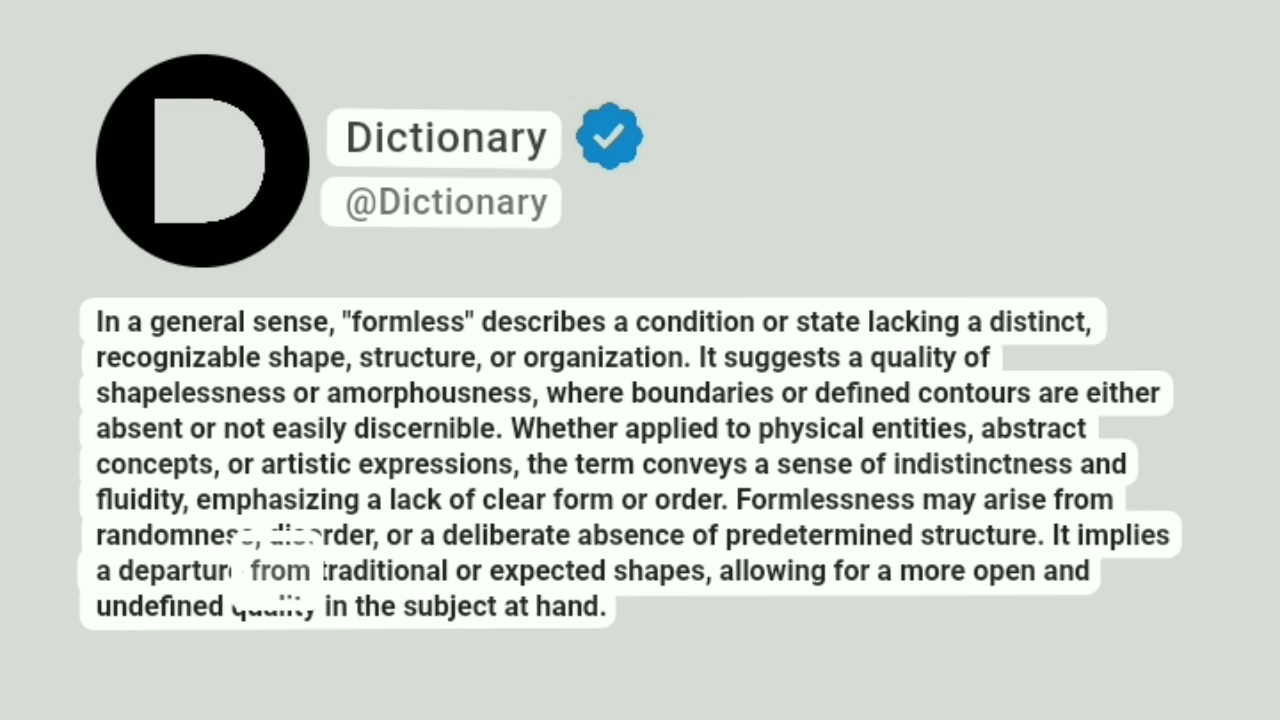 D
Dictionary
@Dictionary
In a general sense, "formless" describes a condition or state lacking a distinct,
recognizable shape, structure, or organization. It suggests a quality of
shapelessness or amorphousness, where boundaries or defined contours are either
absent or not easily discernible. Whether applied to physical entities, abstract
concepts, or artistic expressions, the term conveys a sense of indistinctness and
fluidity, emphasizing a lack of clear form or order. Formlessness may arise from
randomness, disorder, or a deliberate absence of predetermined structure. It implies
a departure from traditional or expected shapes, allowing for a more open and
undefined quality in the subject at hand.